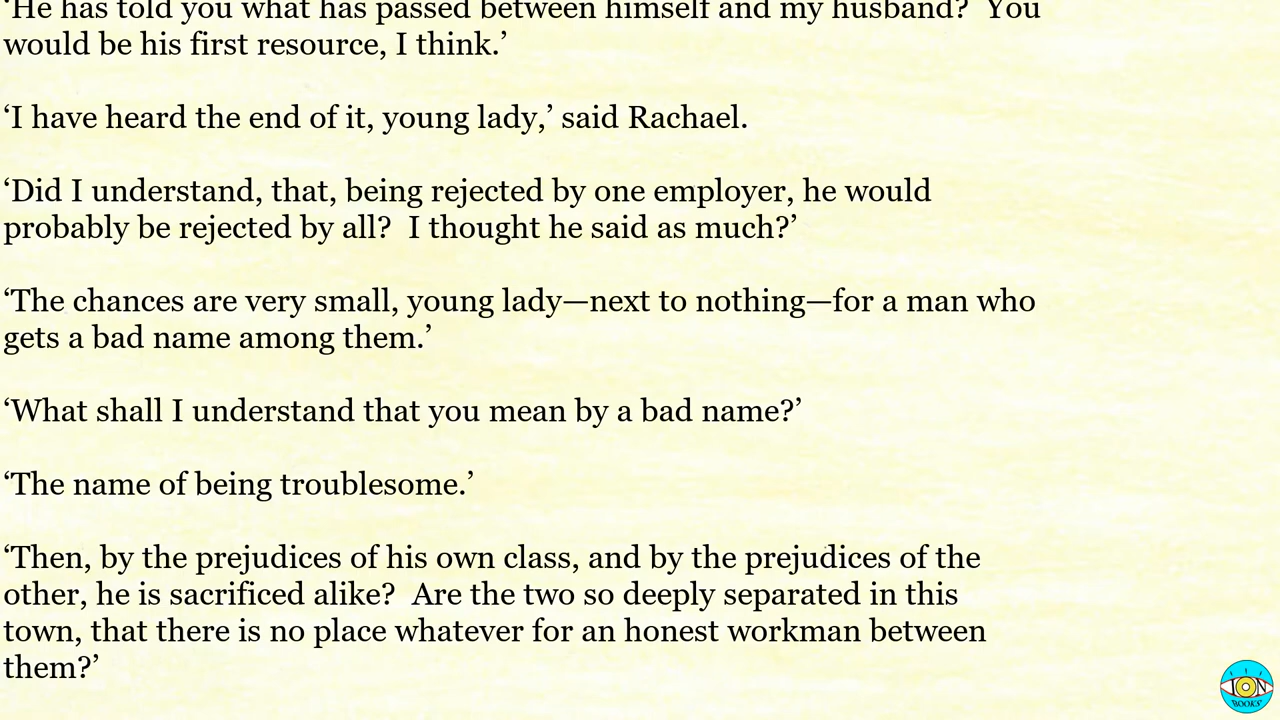 ‘He has told you what has passed between himself and my husband?  You
would be his first resource, I think.’
‘I have heard the end of it, young lady,’ said Rachael.
‘Did I understand, that, being rejected by one employer, he would
probably be rejected by all?  I thought he said as much?’
‘The chances are very small, young lady—next to nothing—for a man who
gets a bad name among them.’
‘What shall I understand that you mean by a bad name?’
‘The name of being troublesome.’
‘Then, by the prejudices of his own class, and by the prejudices of the
other, he is sacrificed alike?  Are the two so deeply separated in this
town, that there is no place whatever for an honest workman between
them?’
ION
BOOKS